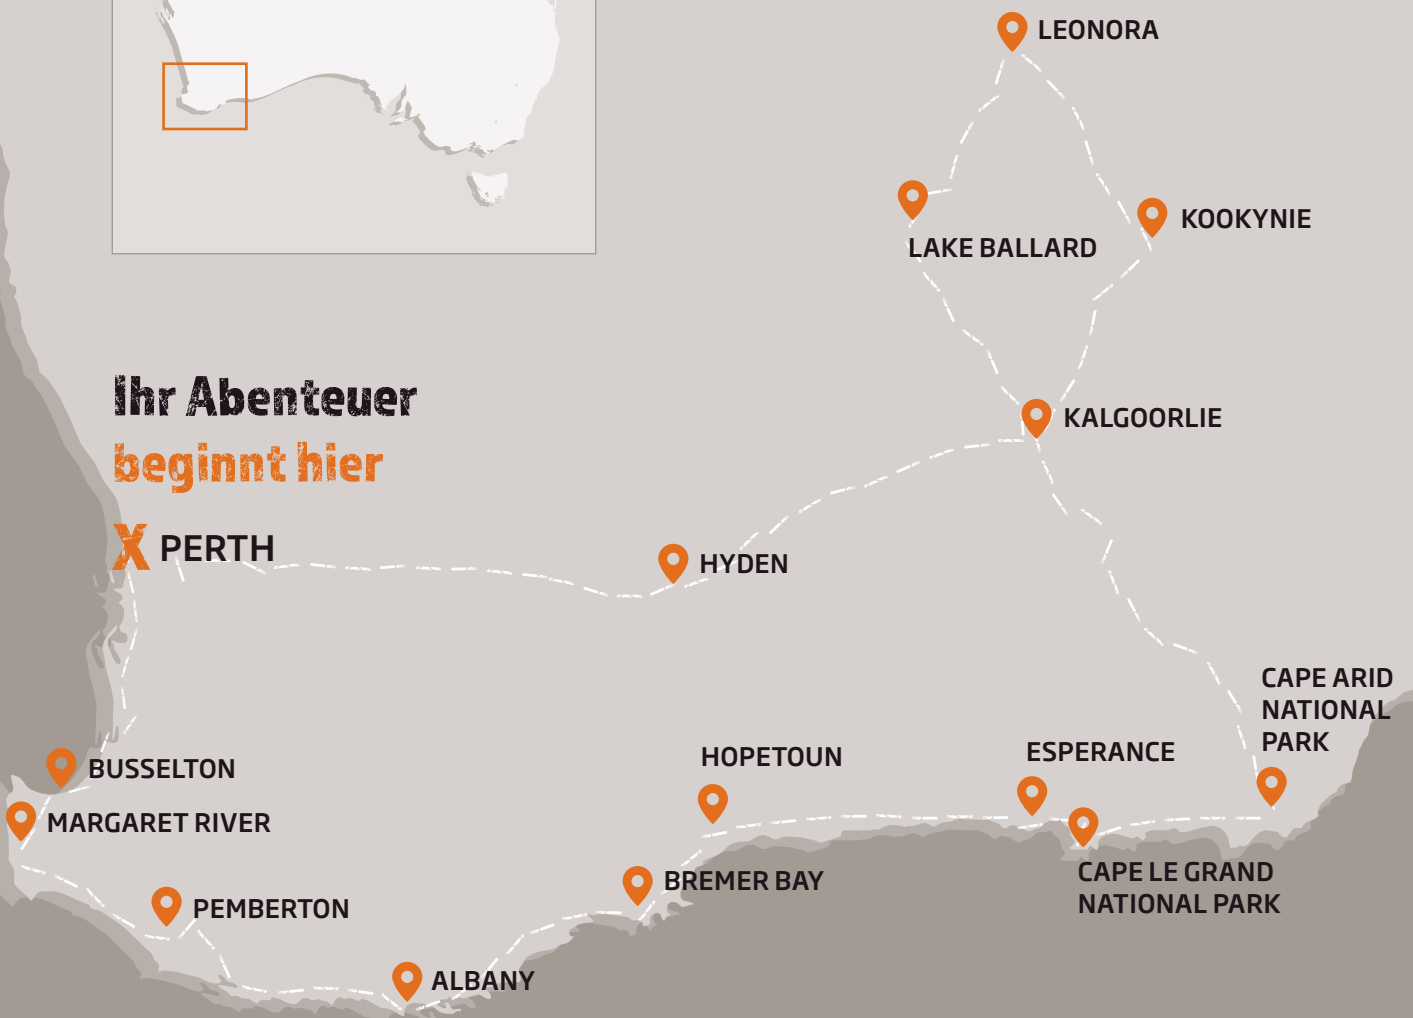 LEONORA
KOOKYNIE
LAKE BALLARD
Ihr Abenteuer
beginnt hier
X PERTH
KALGOORLIE
HYDEN
CAPE ARID
NATIONAL
PARK
HOPETOUN
ESPERANCE
BUSSELTON
MARGARET RIVER
CAPE LE GRAND
NATIONAL PARK
BREMER BAY
PEMBERTON
ALBANY